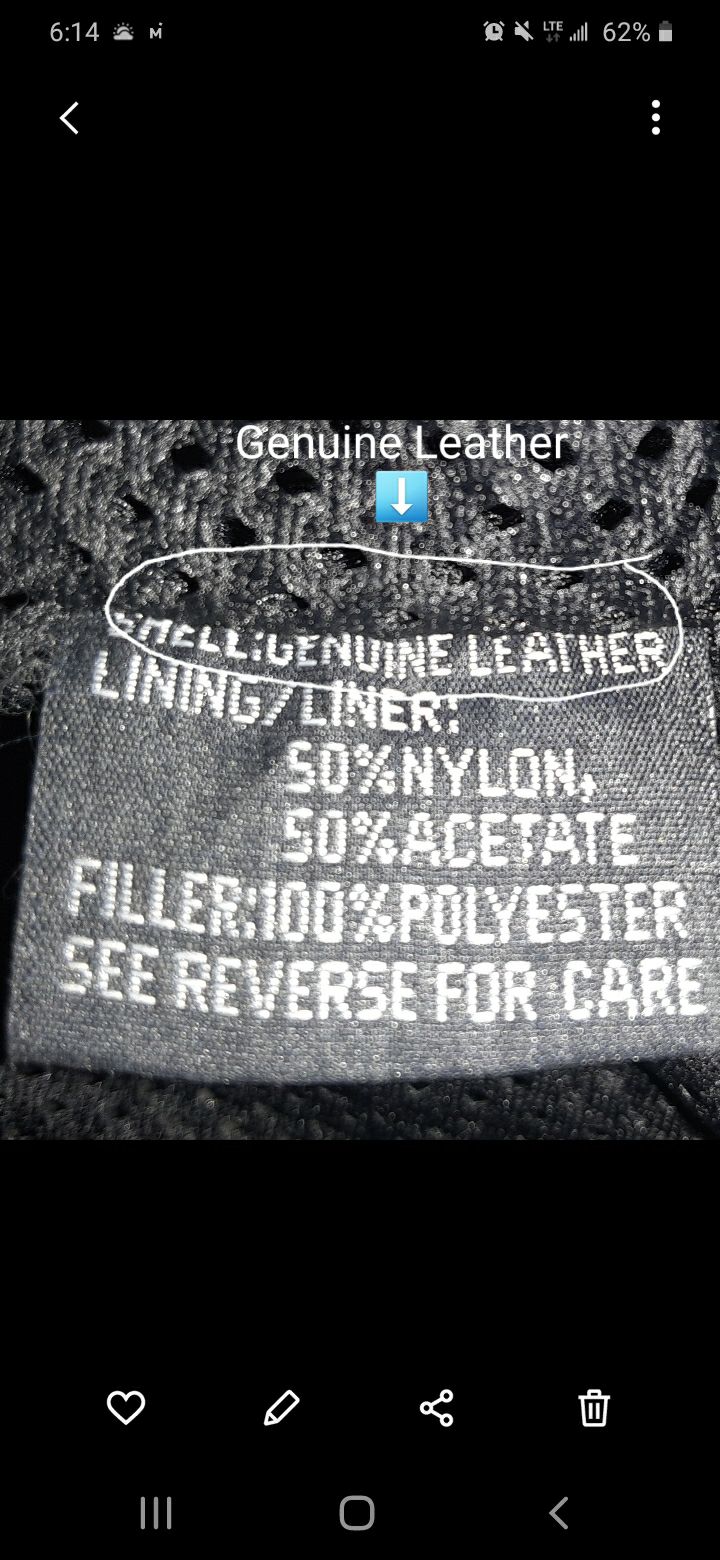 6:14
LTE
62%
Genuine Leather
SHELL:GENUINE LEATHER
LINING/LINER:
50%NYLON,
50%ACETATE
FILLER:100%POLYESTER
SEE REVERSE FOR CARE